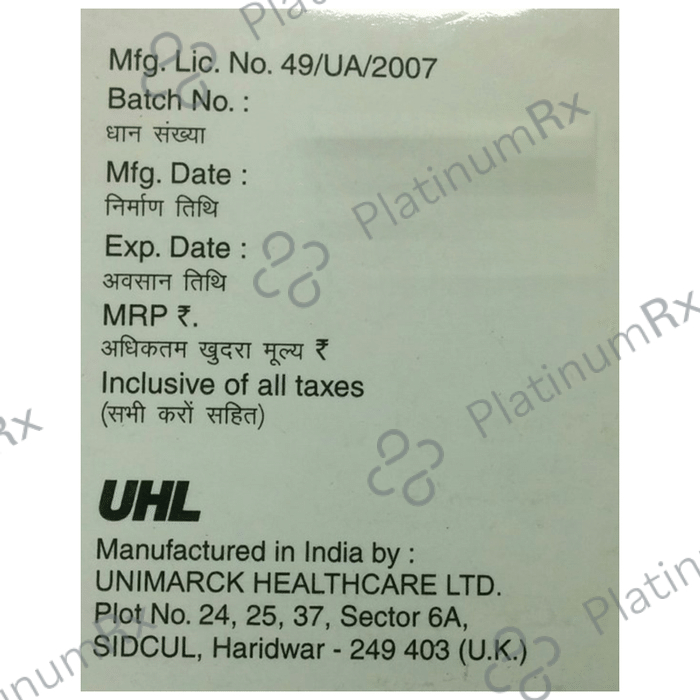 Mfg. Lic. No. 49/UA/2007
Batch No. :
धान संख्या
Mfg. Date :
निर्माण तिथि
Exp. Date :
अवसान तिथि
MRP ₹.
अधिकतम खुदरा मूल्य ₹
Inclusive of all taxes
(सभी करों सहित)
UHL
Manufactured in India by :
UNIMARCK HEALTHCARE LTD.
Plot No. 24, 25, 37, Sector 6A,
SIDCUL, Haridwar - 249 403 (U.K.)
PlatinumRx
PlatinumRx